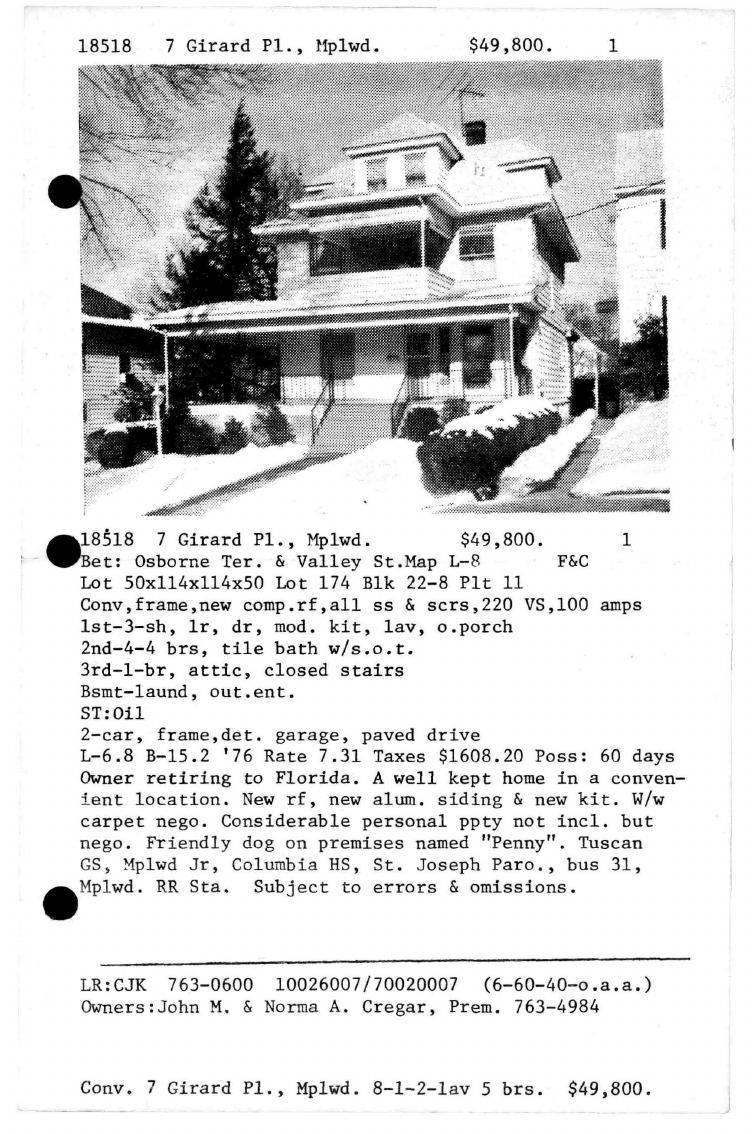 18518 7 Girard Pl., Mplwd. $49,800. 1
18518 7 Girard Pl., Mplwd. $49,800. 1
Bet: Osborne Ter. & Valley St.Map L-8 F&C
Lot 50x114x114x50 Lot 174 Blk 22-8 Plt 11
Conv,frame,new comp.rf,all ss & scrs,220 VS,100 amps
1st-3-sh, lr, dr, mod. kit, lav, o.porch
2nd-4-4 brs, tile bath w/s.o.t.
3rd-1-br, attic, closed stairs
Bsmt-laund, out.ent.
ST:Oil
2-car, frame,det. garage, paved drive
L-6.8 B-15.2 '76 Rate 7.31 Taxes $1608.20 Poss: 60 days
Owner retiring to Florida. A well kept home in a conven-
ient location. New rf, new alum. siding & new kit. W/w
carpet nego. Considerable personal ppty not incl. but
nego. Friendly dog on premises named "Penny". Tuscan
GS, Mplwd Jr, Columbia HS, St. Joseph Paro., bus 31,
Mplwd. RR Sta. Subject to errors & omissions.
LR:CJK 763-0600 10026007/70020007 (6-60-40-o.a.a.)
Owners:John M. & Norma A. Cregar, Prem. 763-4984
Conv. 7 Girard Pl., Mplwd. 8-1-2-lav 5 brs. $49,800.